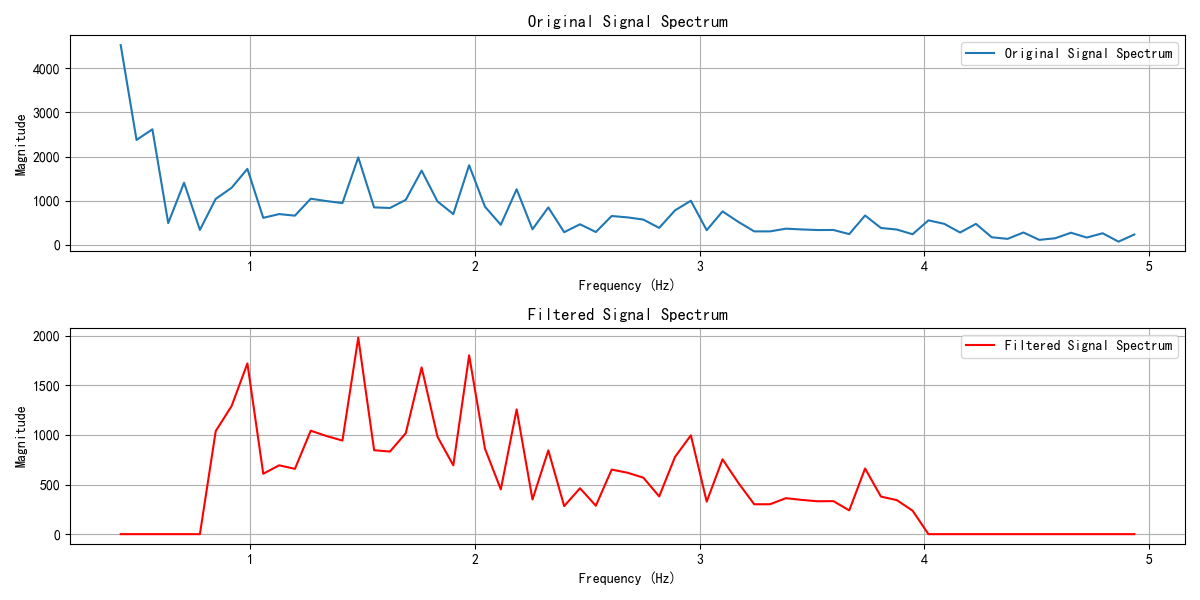 Original Signal Spectrum
Original Signal Spectrum
Magnitude
4000
3000
2000
1000
0
1
2
3
4
5
Frequency (Hz)
Filtered Signal Spectrum
Filtered Signal Spectrum
Magnitude
2000
1500
1000
500
0
1
2
3
4
5
Frequency (Hz)